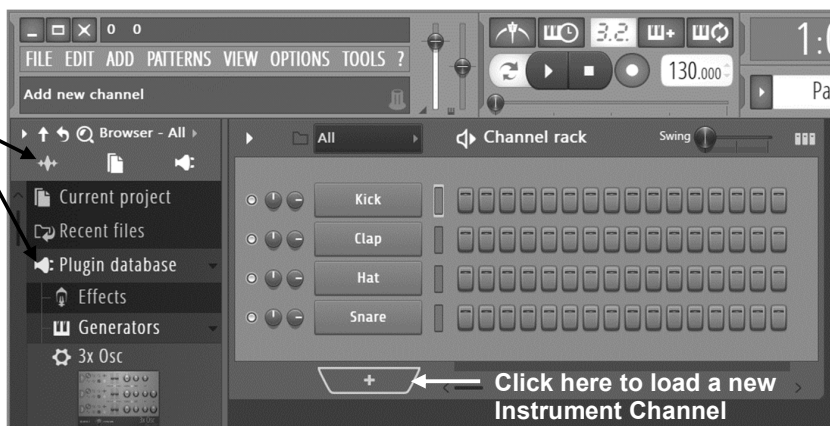 0 0
FILE EDIT ADD PATTERNS VIEW OPTIONS TOOLS ?
Add new channel
3.2.
130.000
1:
Pa
Browser - All
Current project
Recent files
Plugin database
Effects
Generators
3x Osc
All
Channel rack
Swing
Kick
Clap
Hat
Snare
+
Click here to load a new
Instrument Channel